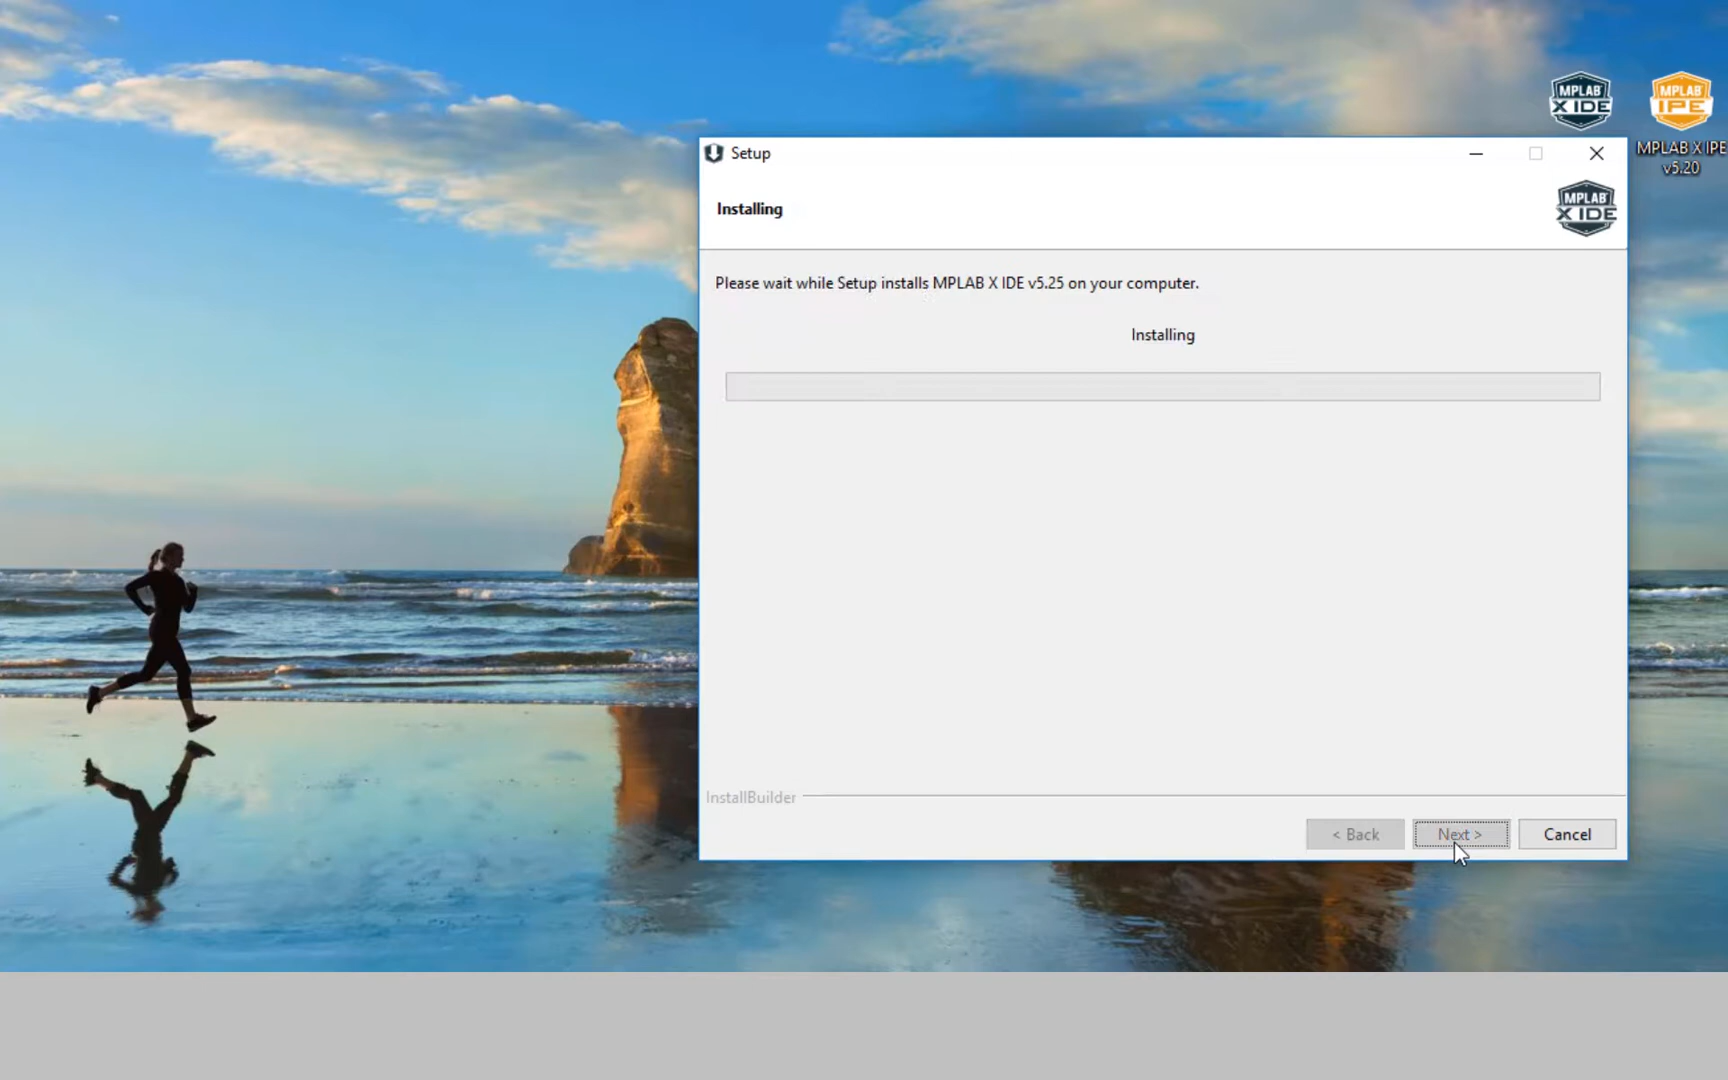 MPLAB
X IDE
MPLAB
IPE
MPLAB X IPE
v5.20
Setup
Installing
MPLAB
X IDE
Please wait while Setup installs MPLAB X IDE v5.25 on your computer.
Installing
InstallBuilder
< Back
Next >
Cancel